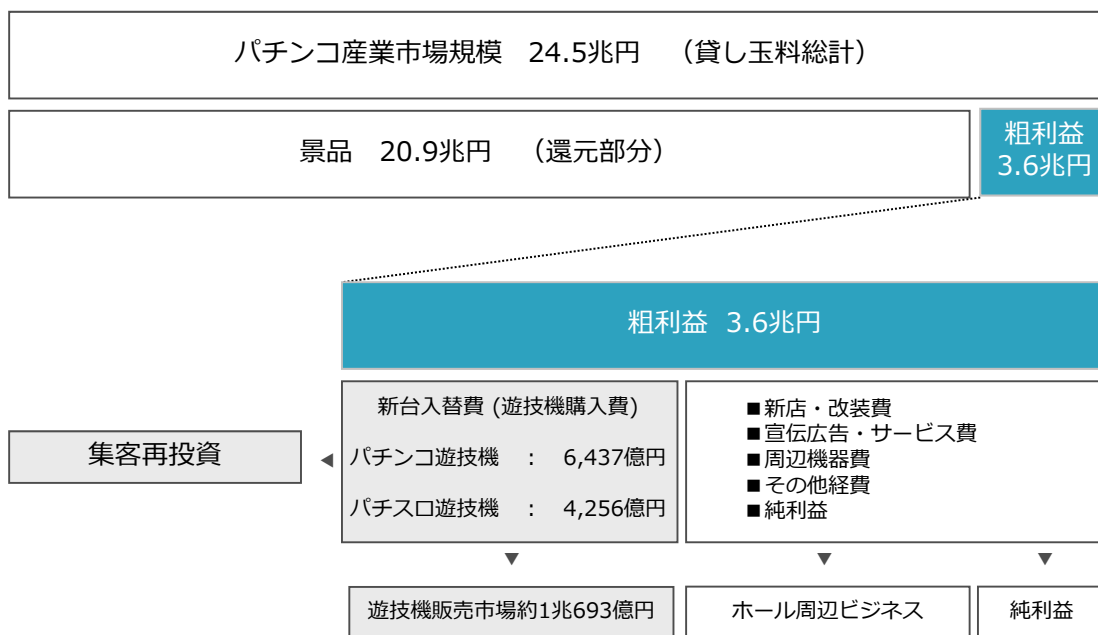 パチンコ産業市場規模　24.5兆円　（貸し玉料総計）
景品　20.9兆円　（還元部分）
粗利益
3.6兆円
粗利益 3.6兆円
新台入替費 (遊技機購入費)
パチンコ遊技機　：　6,437億円
パチスロ遊技機　：　4,256億円
■新店・改装費
■宣伝広告・サービス費
■周辺機器費
■その他経費
■純利益
集客再投資
遊技機販売市場約1兆693億円
ホール周辺ビジネス
純利益